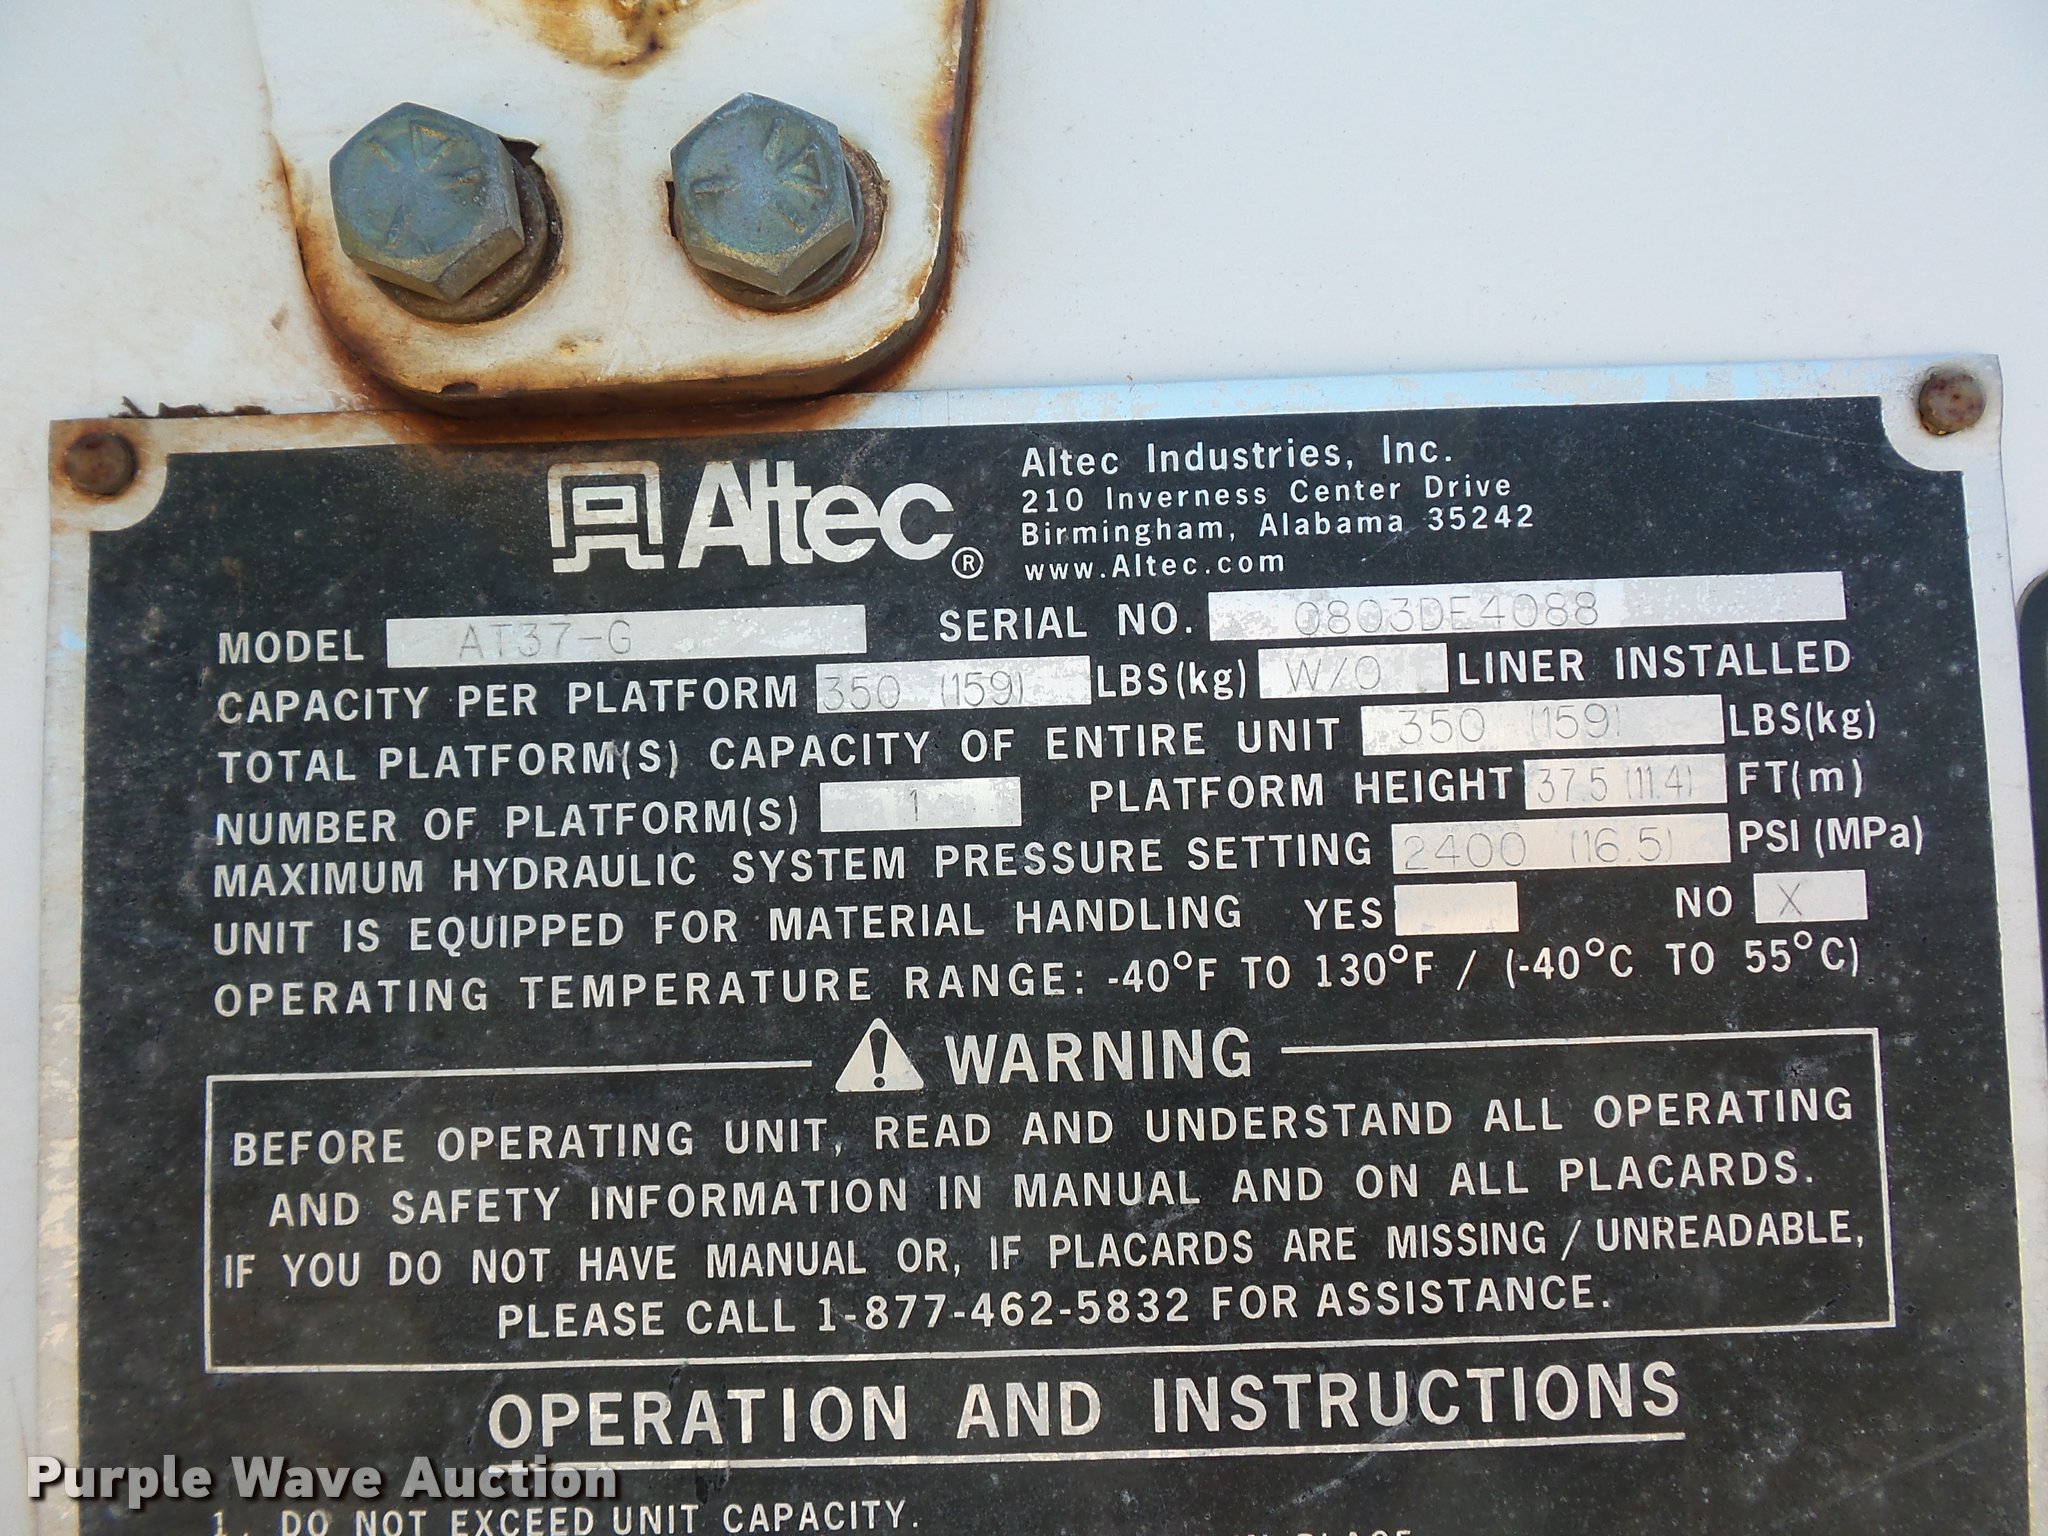 Altec®
Altec Industries, Inc.
210 Inverness Center Drive
Birmingham, Alabama 35242
www.Altec.com
MODEL AT37-G SERIAL NO. 0803DE4088
CAPACITY PER PLATFORM 350 (159) LBS(kg) W/O LINER INSTALLED
TOTAL PLATFORM(S) CAPACITY OF ENTIRE UNIT 350 (159) LBS(kg)
NUMBER OF PLATFORM(S) 1 PLATFORM HEIGHT 37.5 (11.4) FT(m)
MAXIMUM HYDRAULIC SYSTEM PRESSURE SETTING 2400 (16.5) PSI (MPa)
UNIT IS EQUIPPED FOR MATERIAL HANDLING YES NO X
OPERATING TEMPERATURE RANGE: -40°F TO 130°F / (-40°C TO 55°C)
WARNING
BEFORE OPERATING UNIT, READ AND UNDERSTAND ALL OPERATING
AND SAFETY INFORMATION IN MANUAL AND ON ALL PLACARDS.
IF YOU DO NOT HAVE MANUAL OR, IF PLACARDS ARE MISSING / UNREADABLE,
PLEASE CALL 1-877-462-5832 FOR ASSISTANCE.
OPERATION AND INSTRUCTIONS
Purple Wave Auction
1. DO NOT EXCEED UNIT CAPACITY.